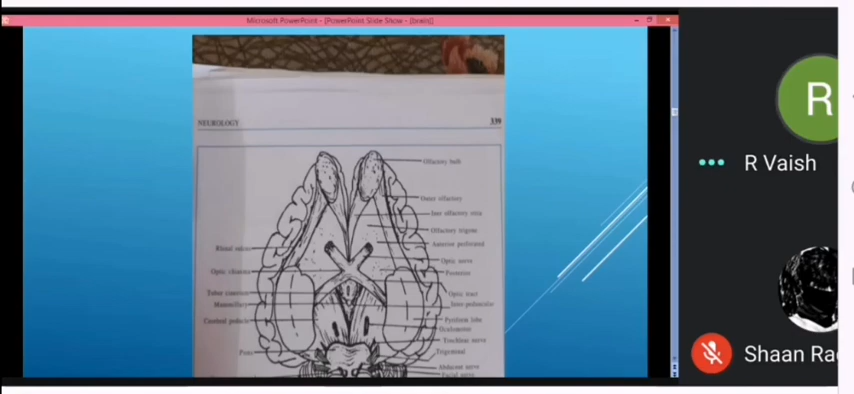 Microsoft PowerPoint - [PowerPoint Slide Show - [brain]]
NEUROLOGY
339
Olfactory bulb
Outer olfactory
Iner olfactory stria
Olfactory trigone
Anterior perforated
Rhinal sulcus
Optic nerve
Optic chiasma
Posterior
Tuber cinerium
Optic tract
Mammillary
Inter peduncular
Cerebral peduncle
Pyriform lobe
Oculomotor
Trochlear nerve
Pons
Trigeminal
Abducent nerve
Facial nerve
R
R Vaish
Shaan Ra